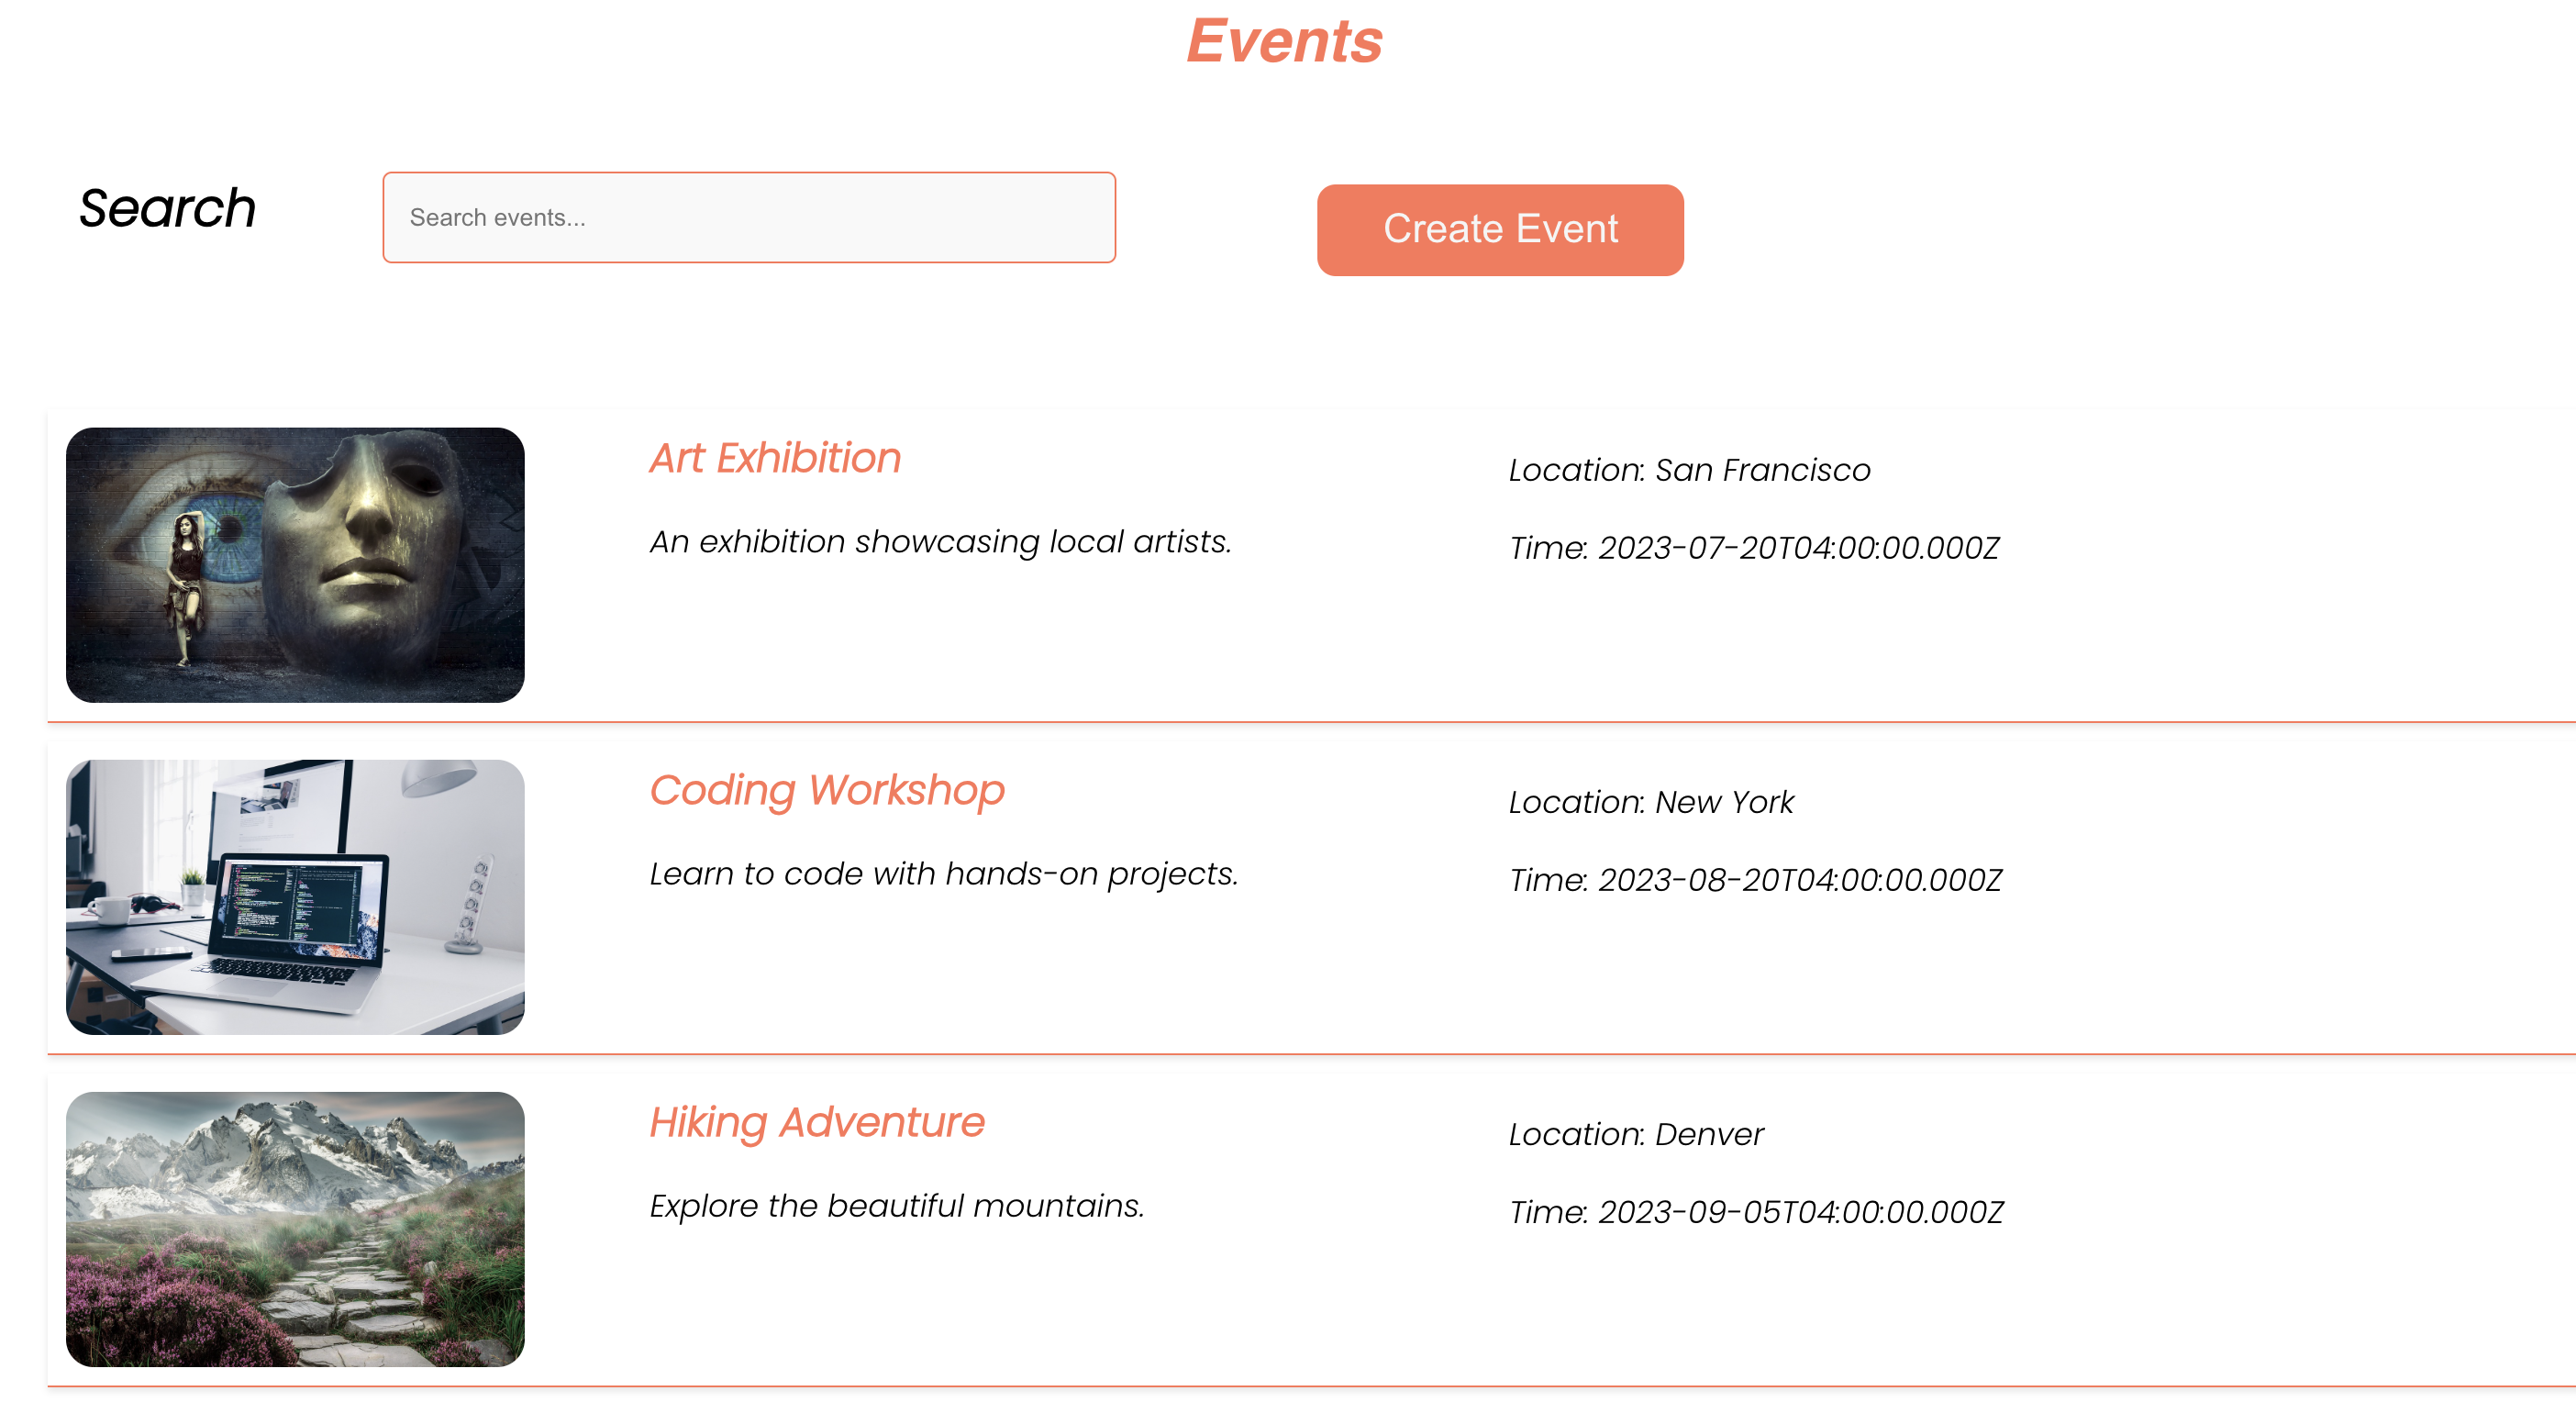 Events
Search
Search events...
Create Event
Art Exhibition
An exhibition showcasing local artists.
Location: San Francisco
Time: 2023-07-20T04:00:00.000Z
Coding Workshop
Learn to code with hands-on projects.
Location: New York
Time: 2023-08-20T04:00:00.000Z
Hiking Adventure
Explore the beautiful mountains.
Location: Denver
Time: 2023-09-05T04:00:00.000Z